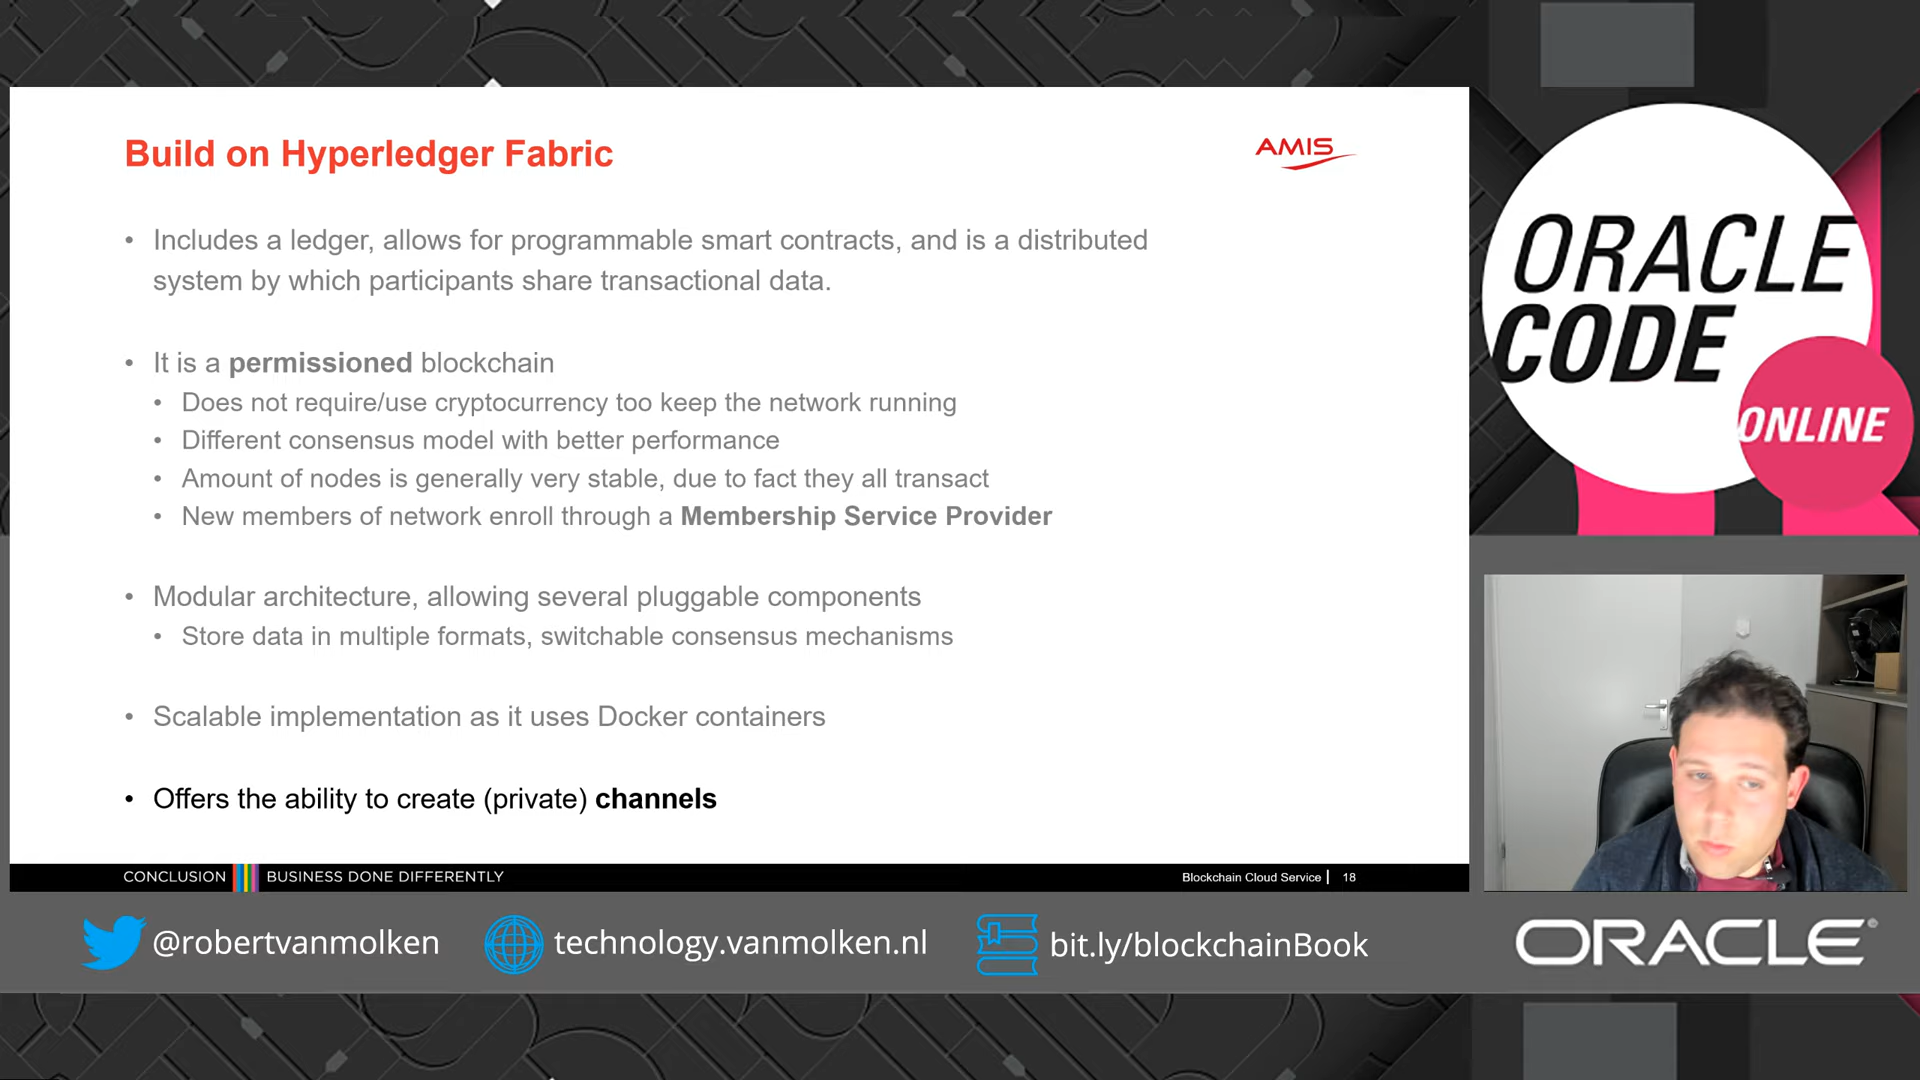 Build on Hyperledger Fabric
AMIS
• Includes a ledger, allows for programmable smart contracts, and is a distributed
system by which participants share transactional data.
• It is a permissioned blockchain
• Does not require/use cryptocurrency too keep the network running
• Different consensus model with better performance
• Amount of nodes is generally very stable, due to fact they all transact
• New members of network enroll through a Membership Service Provider
• Modular architecture, allowing several pluggable components
• Store data in multiple formats, switchable consensus mechanisms
• Scalable implementation as it uses Docker containers
• Offers the ability to create (private) channels
CONCLUSION BUSINESS DONE DIFFERENTLY
Blockchain Cloud Service | 18
ORACLE
CODE
ONLINE
@robertvanmolken
technology.vanmolken.nl
bit.ly/blockchainBook
ORACLE®